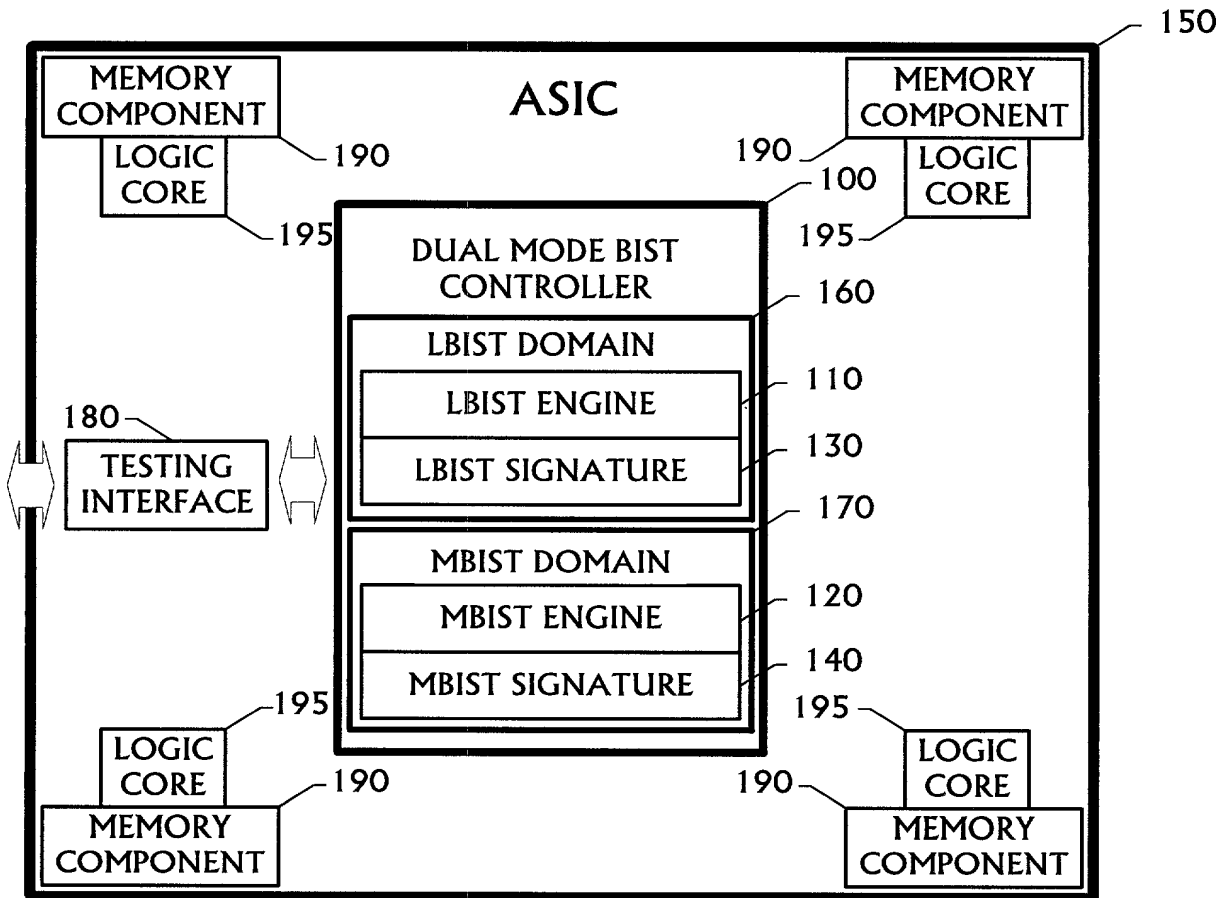 150
MEMORY
COMPONENT
190
LOGIC
CORE
195
ASIC
MEMORY
COMPONENT
190
LOGIC
CORE
195
100
DUAL MODE BIST
CONTROLLER
160
LBIST DOMAIN
LBIST ENGINE
110
LBIST SIGNATURE
130
180
TESTING
INTERFACE
170
MBIST DOMAIN
MBIST ENGINE
120
MBIST SIGNATURE
140
195
LOGIC
CORE
190
MEMORY
COMPONENT
195
LOGIC
CORE
190
MEMORY
COMPONENT